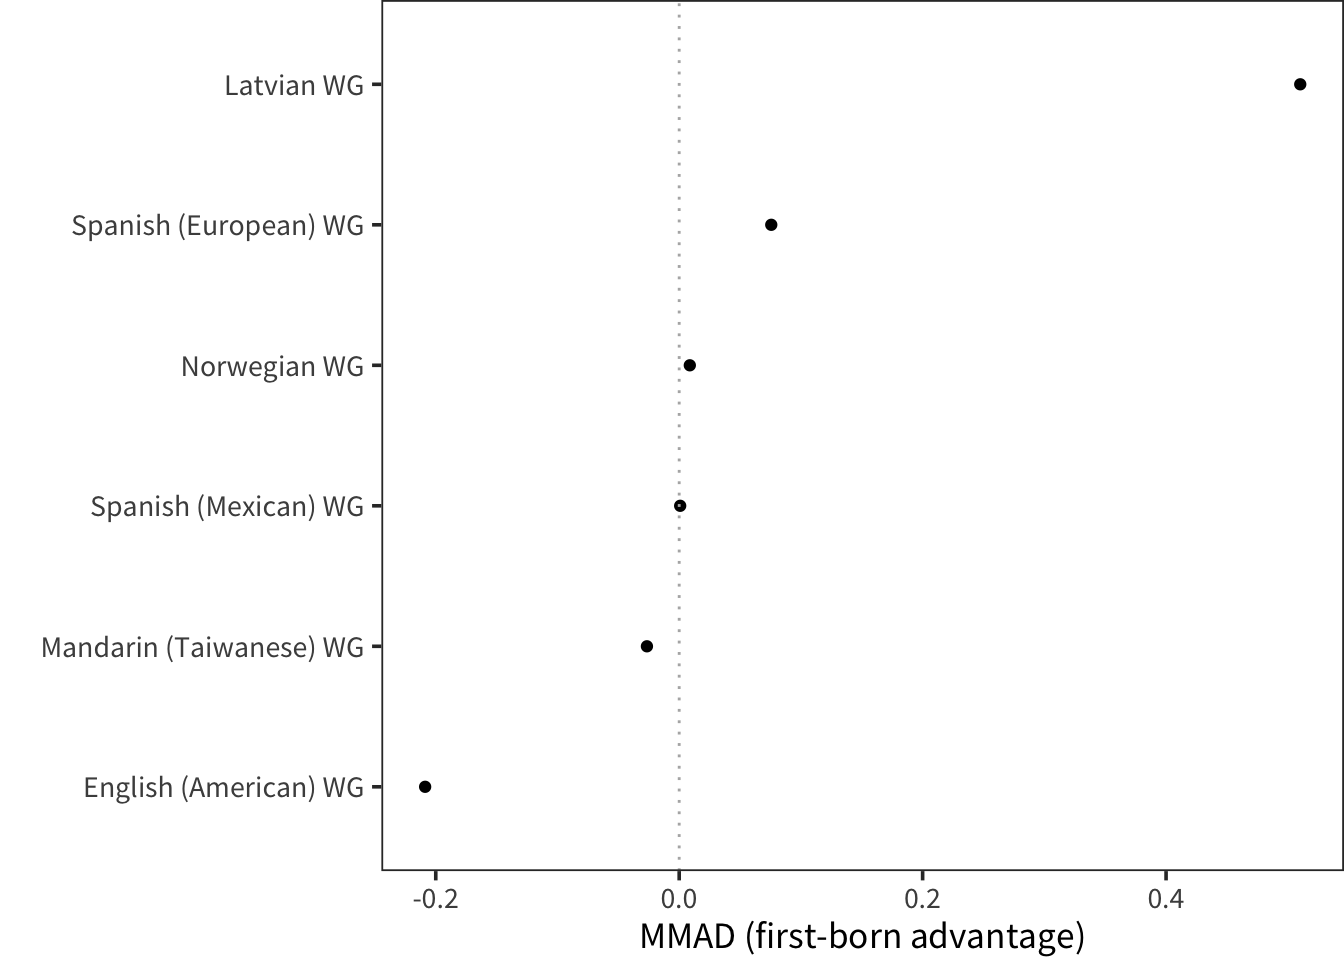 Latvian WG
Spanish (European) WG
Norwegian WG
Spanish (Mexican) WG
Mandarin (Taiwanese) WG
English (American) WG
-0.2 0.0 0.2 0.4
MMAD (first-born advantage)